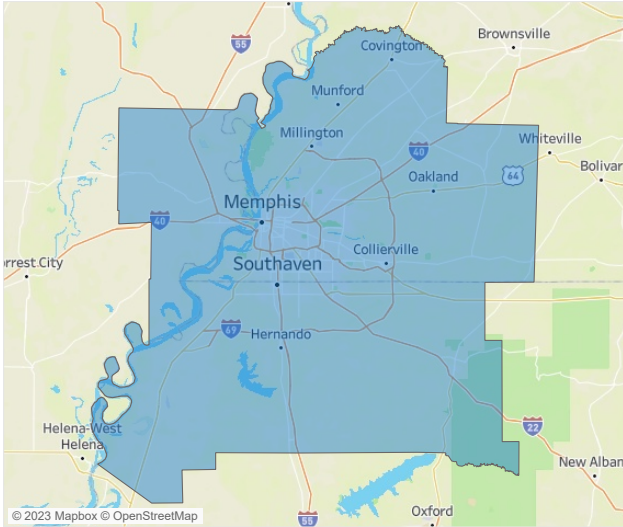 55
Covington
Brownsville
Munford
Millington
Whiteville
40
Oakland
64
Bolivar
Memphis
40
Collierville
rrest City
Southaven
69
Hernando
Helena-West
Helena
22
New Alban
Oxford
55
© 2023 Mapbox © OpenStreetMap